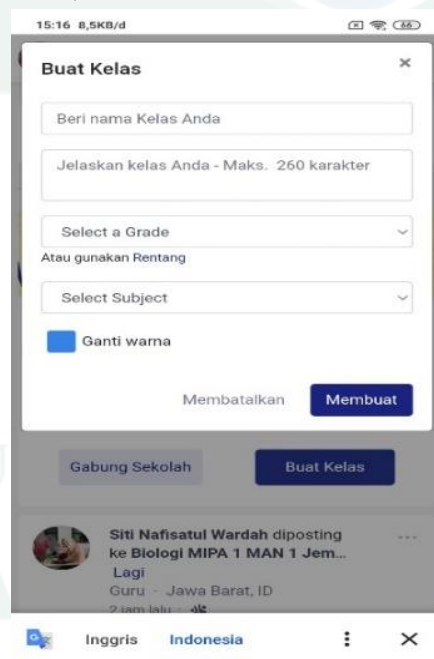 15:16 8,5KB/d
66
Buat Kelas
×
Beri nama Kelas Anda
Jelaskan kelas Anda - Maks. 260 karakter
Select a Grade
Atau gunakan Rentang
Select Subject
Ganti warna
Membatalkan Membuat
Gabung Sekolah Buat Kelas
Siti Nafisatul Wardah diposting
ke Biologi MIPA 1 MAN 1 Jem...
Lagi
Guru · Jawa Barat, ID
2 jam lalu ·
Inggris Indonesia